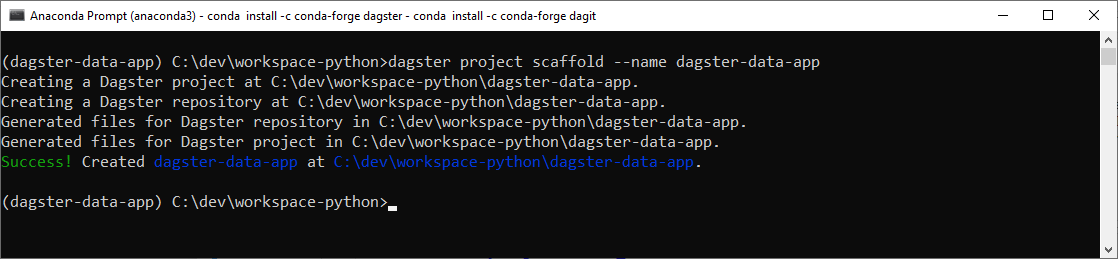 Anaconda Prompt (anaconda3) - conda install -c conda-forge dagster - conda install -c conda-forge dagit
(dagster-data-app) C:\dev\workspace-python>dagster project scaffold --name dagster-data-app
Creating a Dagster project at C:\dev\workspace-python\dagster-data-app.
Creating a Dagster repository at C:\dev\workspace-python\dagster-data-app.
Generated files for Dagster repository in C:\dev\workspace-python\dagster-data-app.
Generated files for Dagster project in C:\dev\workspace-python\dagster-data-app.
Success! Created dagster-data-app at C:\dev\workspace-python\dagster-data-app.
(dagster-data-app) C:\dev\workspace-python>